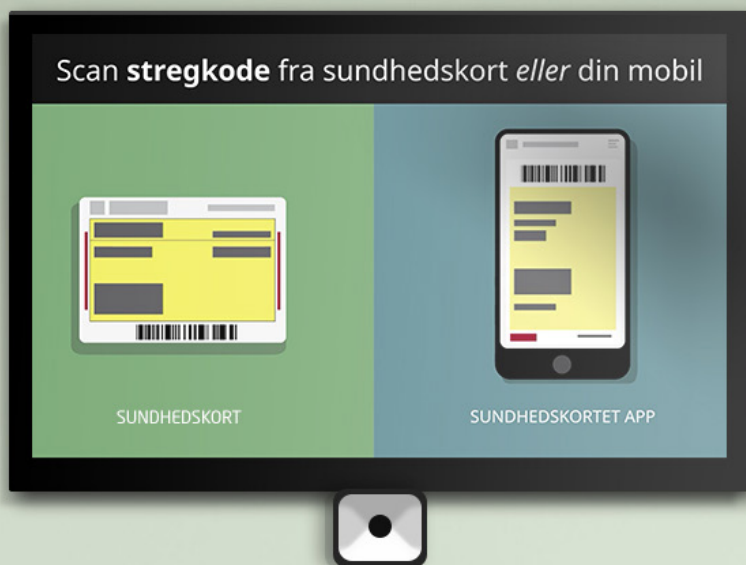 Scan stregkode fra sundhedskort eller din mobil
SUNDHEDSKORT
SUNDHEDSKORTET APP